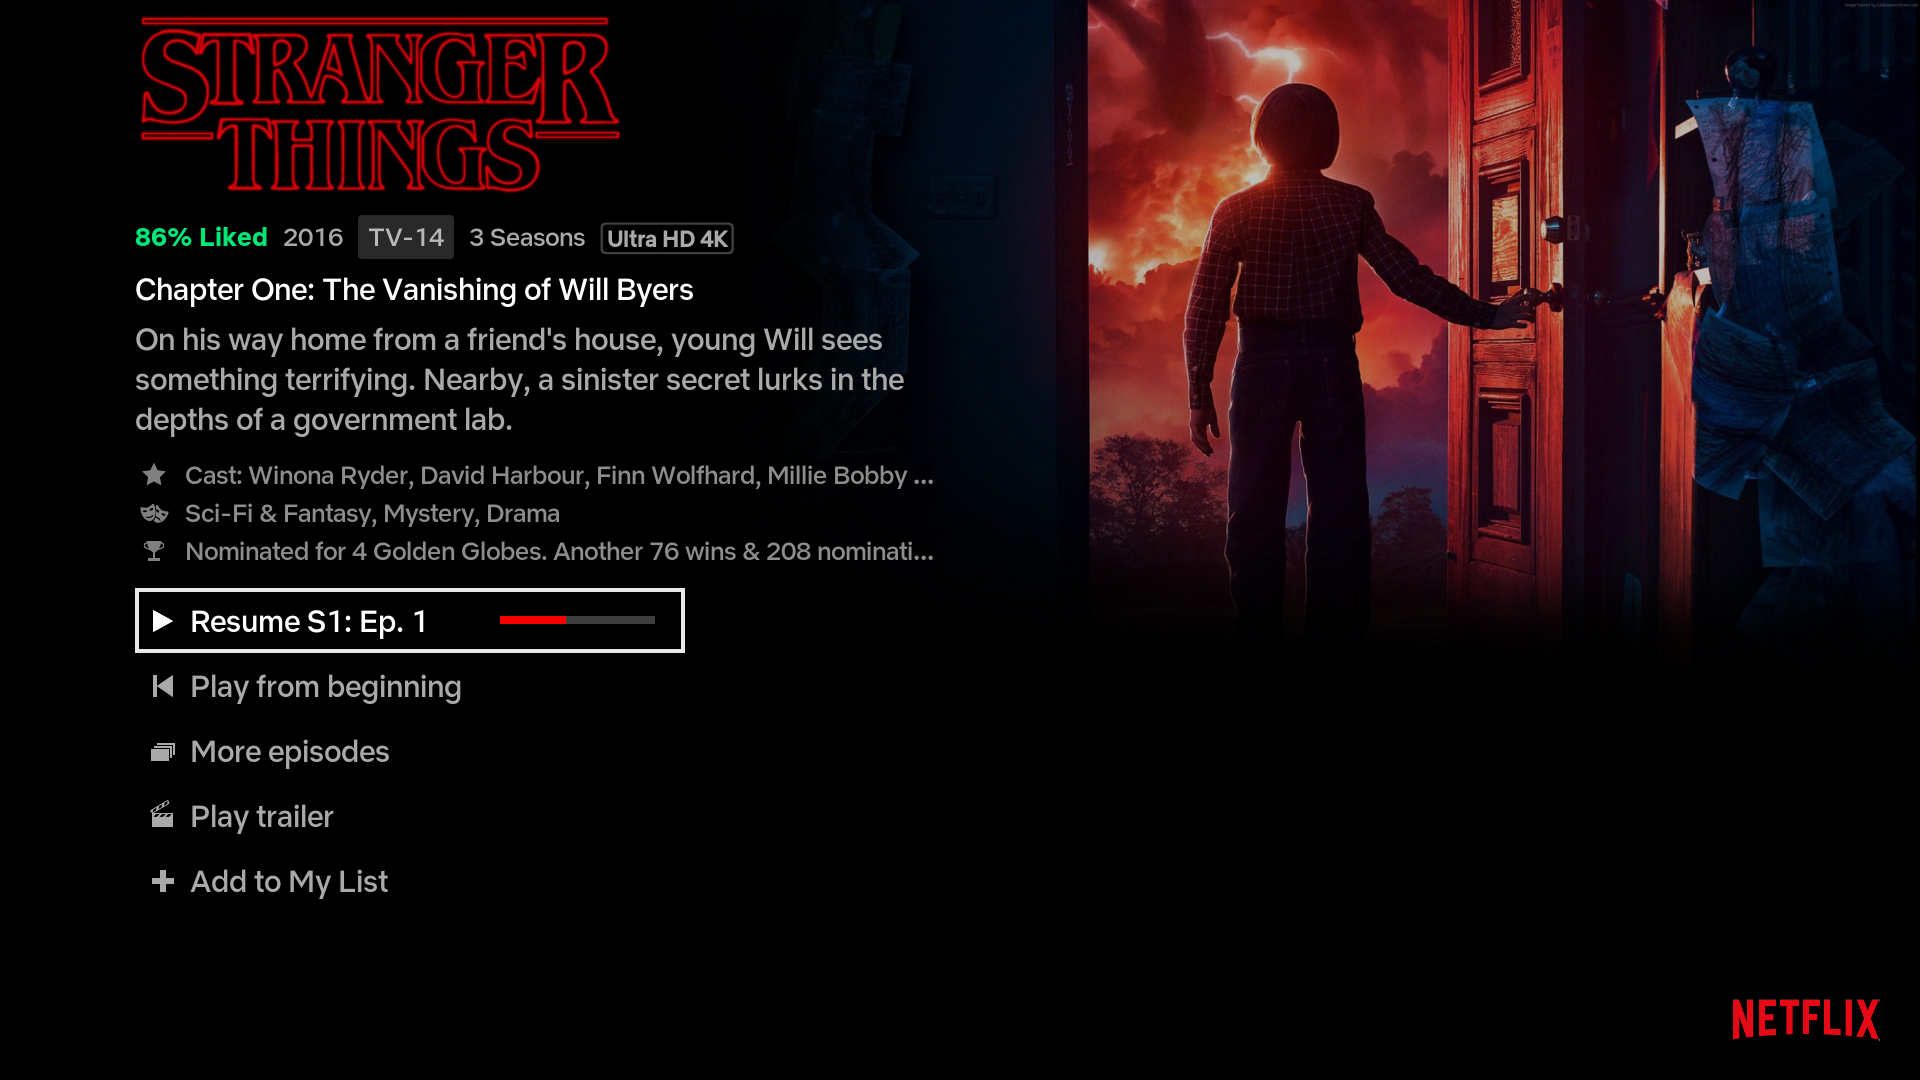 STRANGER
THINGS
86% Liked 2016 TV-14 3 Seasons Ultra HD 4K
Chapter One: The Vanishing of Will Byers
On his way home from a friend's house, young Will sees
something terrifying. Nearby, a sinister secret lurks in the
depths of a government lab.
Cast: Winona Ryder, David Harbour, Finn Wolfhard, Millie Bobby ...
Sci-Fi & Fantasy, Mystery, Drama
Nominated for 4 Golden Globes. Another 76 wins & 208 nominati...
Resume S1: Ep. 1
Play from beginning
More episodes
Play trailer
Add to My List
NETFLIX